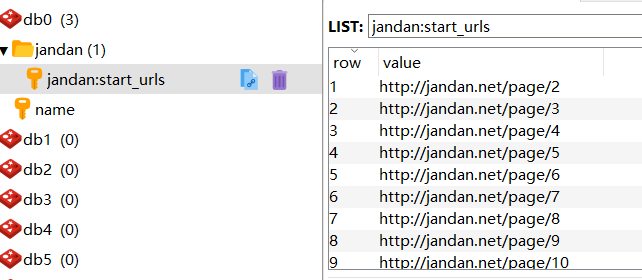 db0 (3)
jandan (1)
jandan:start_urls
name
db1 (0)
db2 (0)
db3 (0)
db4 (0)
db5 (0)
LIST: jandan:start_urls
row value
1 http://jandan.net/page/2
2 http://jandan.net/page/3
3 http://jandan.net/page/4
4 http://jandan.net/page/5
5 http://jandan.net/page/6
6 http://jandan.net/page/7
7 http://jandan.net/page/8
8 http://jandan.net/page/9
9 http://jandan.net/page/10